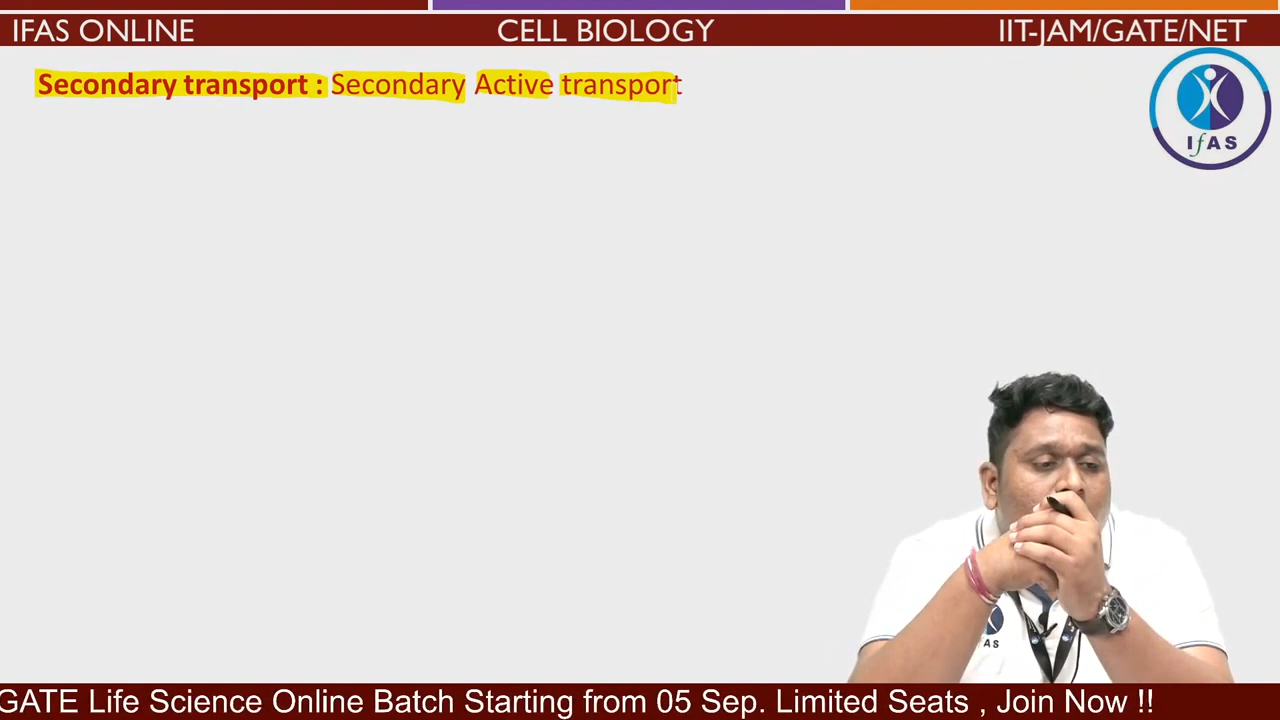 IFAS ONLINE CELL BIOLOGY IIT-JAM/GATE/NET
Secondary transport : Secondary Active transport
IfAS
AS
GATE Life Science Online Batch Starting from 05 Sep. Limited Seats , Join Now !!